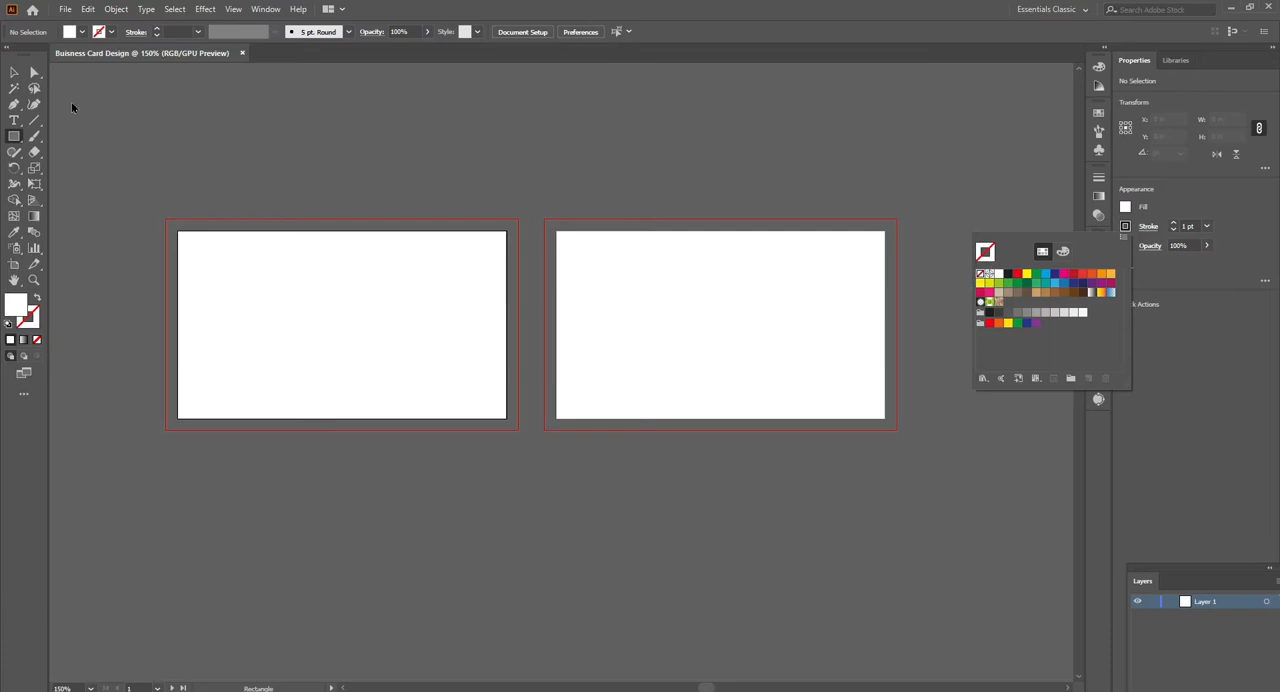 Ai File Edit Object Type Select Effect View Window Help Essentials Classic Search Adobe Stock
No Selection Stroke: 5 pt. Round Opacity: 100% Style: Document Setup Preferences
Buisness Card Design @ 150% (RGB/GPU Preview) ×
Properties Libraries
No Selection
Transform
X: W:
Y: H:
Appearance
Fill
Stroke 1 pt
Opacity 100%
k Actions
Layers
Layer 1
150% 1 Rectangle